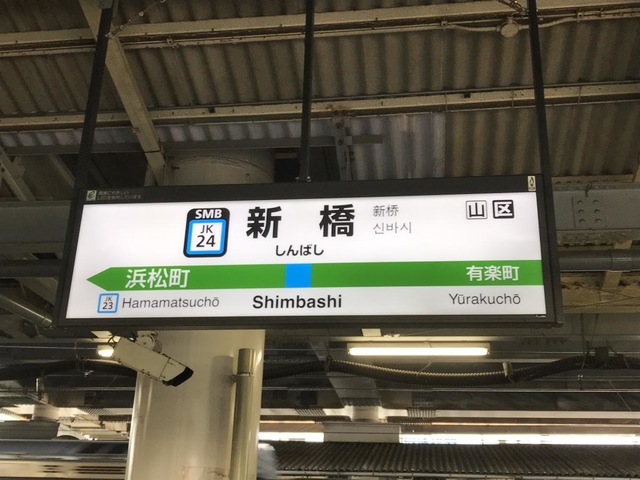 SMB
JK
24
新橋
しんばし
新桥
신바시
山 区
浜松町
有楽町
JK
23
Hamamatsuchō
Shimbashi
Yūrakuchō